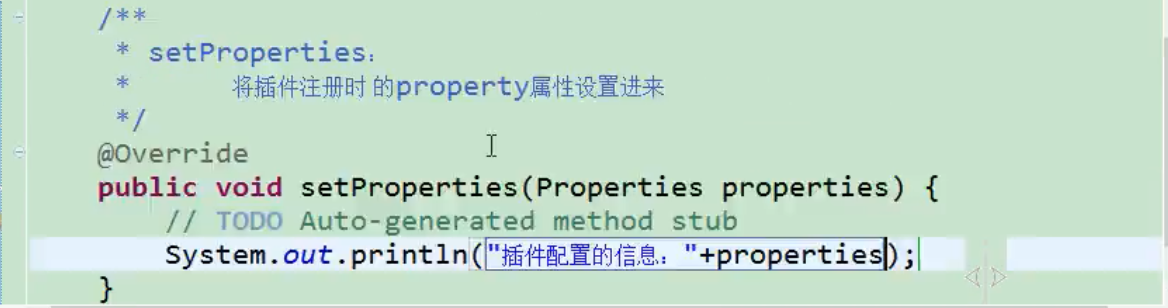 /**
 * setProperties：
 *       将插件注册时 的property属性设置进来
 */
@Override
public void setProperties(Properties properties) {
    // TODO Auto-generated method stub
    System.out.println("插件配置的信息："+properties);
}